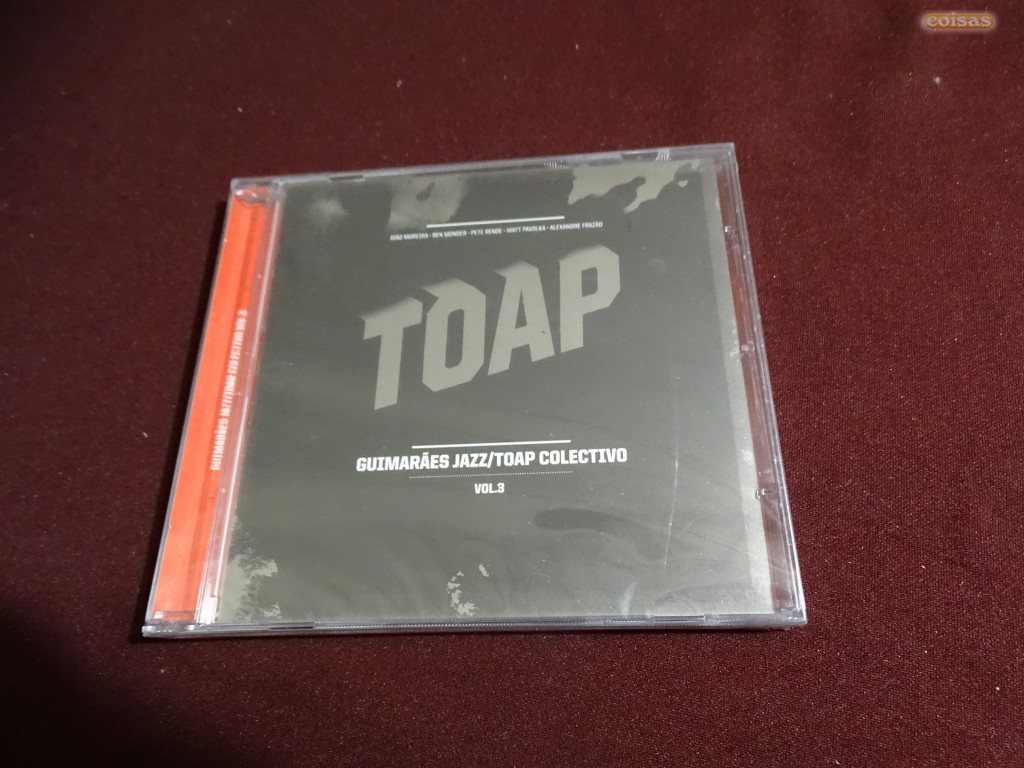 coisas
JOÃO MOREIRA · BEN MONDER · PETE RENDE · MATT PAVOLKA · ALEXANDRE FRAZÃO
TOAP
GUIMARÃES JAZZ/TOAP COLECTIVO
VOL.3
GUIMARÃES JAZZ/TOAP COLECTIVO VOL.3